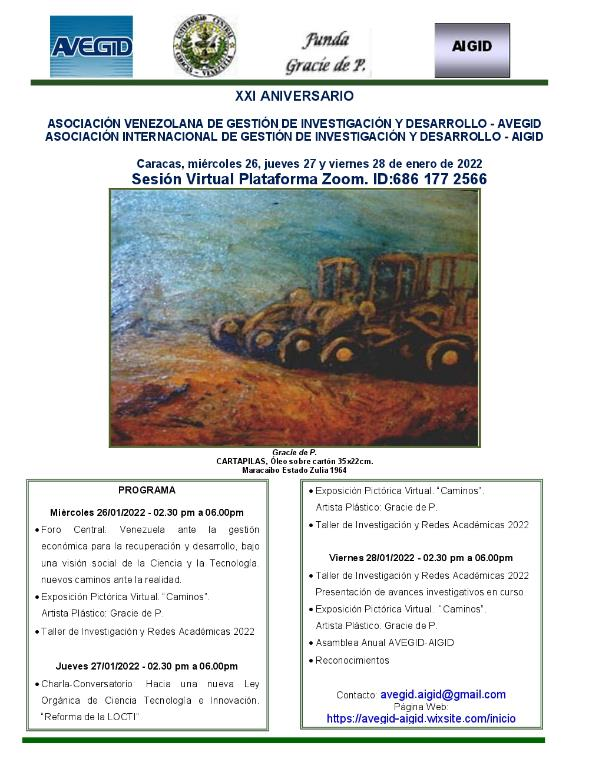 AVEGID
UNIVERSIDAD CENTRAL
CARACAS - VENEZUELA
Funda
Gracie de P.
AIGID
XXI ANIVERSARIO
ASOCIACIÓN VENEZOLANA DE GESTIÓN DE INVESTIGACIÓN Y DESARROLLO - AVEGID
ASOCIACIÓN INTERNACIONAL DE GESTIÓN DE INVESTIGACIÓN Y DESARROLLO - AIGID
Caracas, miércoles 26, jueves 27 y viernes 28 de enero de 2022
Sesión Virtual Plataforma Zoom. ID:686 177 2566
Gracie de P.
CARTAPILAS, Óleo sobre cartón 35x22cm.
Maracaibo Estado Zulia 1964
PROGRAMA
Miércoles 26/01/2022 - 02.30 pm a 06.00pm
• Foro Central. Venezuela ante la gestión
económica para la recuperación y desarrollo, bajo
una visión social de la Ciencia y la Tecnología.
nuevos caminos ante la realidad.
• Exposición Pictórica Virtual. “Caminos”.
Artista Plástico: Gracie de P.
• Taller de Investigación y Redes Académicas 2022
Jueves 27/01/2022 - 02.30 pm a 06.00pm
• Charla-Conversatorio: Hacia una nueva Ley
Orgánica de Ciencia Tecnología e Innovación.
“Reforma de la LOCTI”
• Exposición Pictórica Virtual. “Caminos”.
Artista Plástico: Gracie de P.
• Taller de Investigación y Redes Académicas 2022
Viernes 28/01/2022 - 02.30 pm a 06.00pm
• Taller de Investigación y Redes Académicas 2022
Presentación de avances investigativos en curso
• Exposición Pictórica Virtual. “Caminos”.
Artista Plástico. Gracie de P.
• Asamblea Anual AVEGID-AIGID
• Reconocimientos
Contacto: avegid.aigid@gmail.com
Página Web:
https://avegid-aigid.wixsite.com/inicio